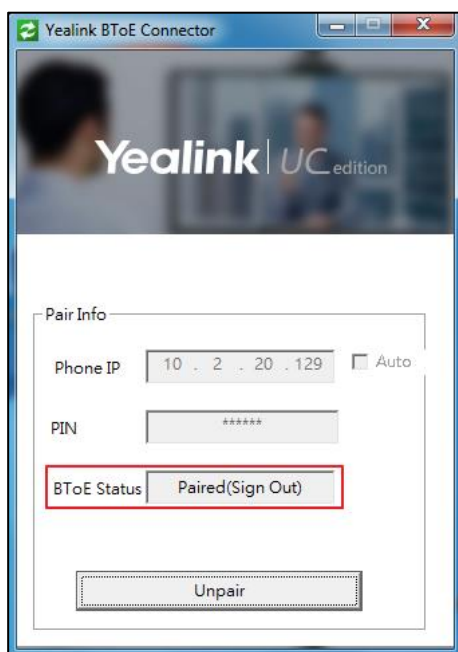 Yealink BToE Connector
Yealink | UC edition
Pair Info
Phone IP 10 . 2 . 20 . 129 Auto
PIN ******
BToE Status Paired(Sign Out)
Unpair